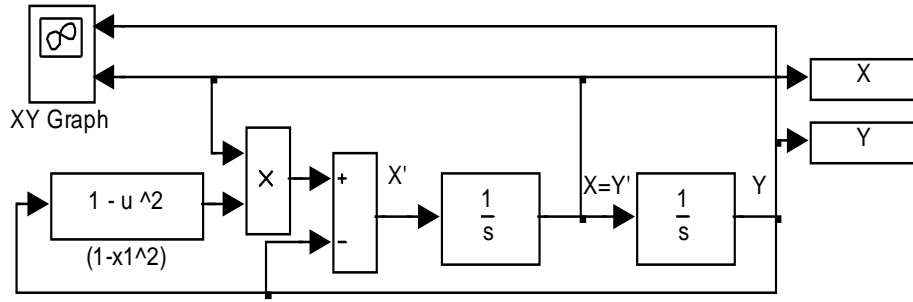 XY Graph
X
Y
1 - u ^2
(1-x1^2)
×
+
−
X'
1
s
X=Y'
1
s
Y